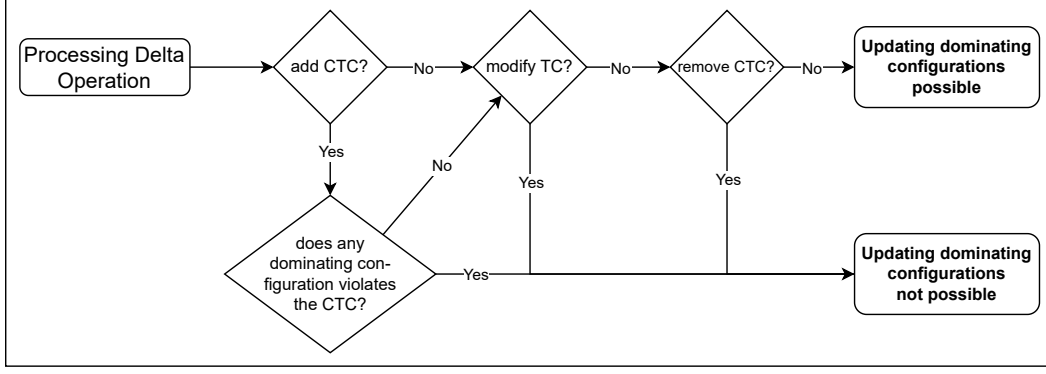 Processing Delta
Operation
add CTC?
No
modify TC?
No
remove CTC?
No
Updating dominating
configurations
possible
Yes
No
Yes
Yes
does any
dominating con-
figuration violates
the CTC?
Yes
Updating dominating
configurations
not possible